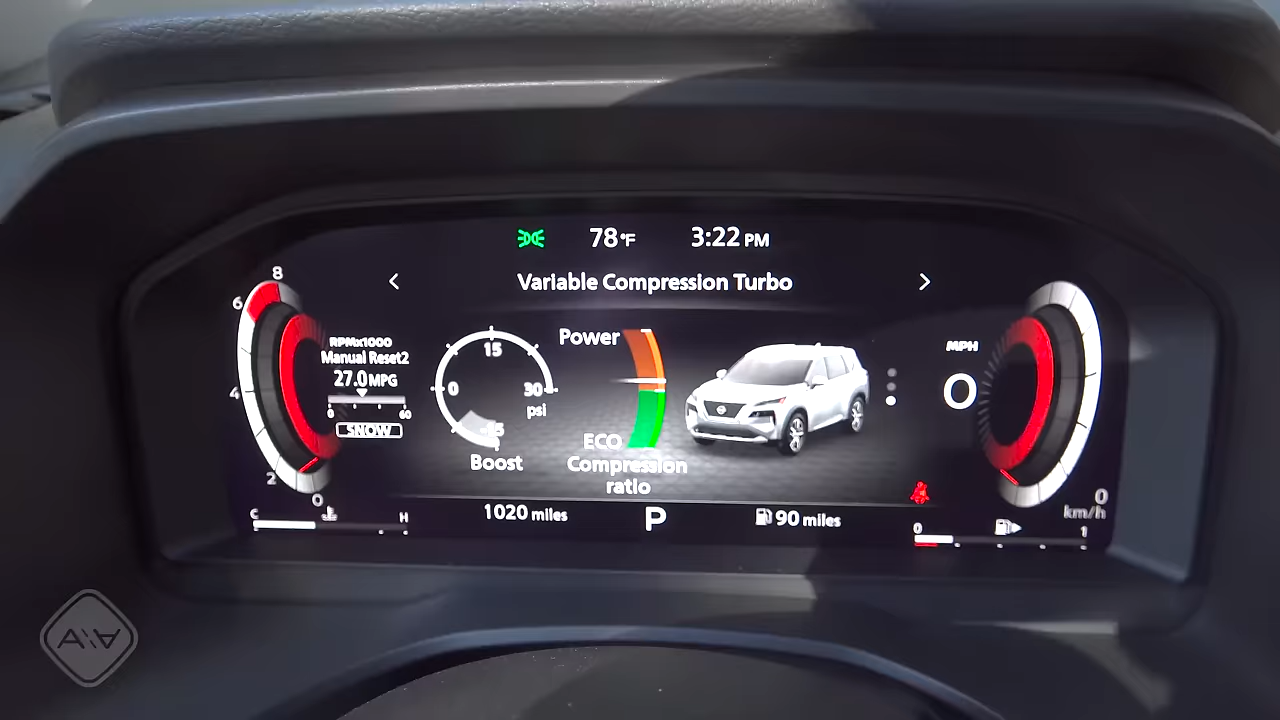 78°F 3:22 PM
Variable Compression Turbo
8
6
4
2
0
RPMx1000
Manual Reset2
27.0 MPG
0 60
SNOW
15
0 30
psi
-15
Boost
Power
ECO
Compression
ratio
MPH
0
0
km/h
C H
1020 miles P 90 miles
0 1